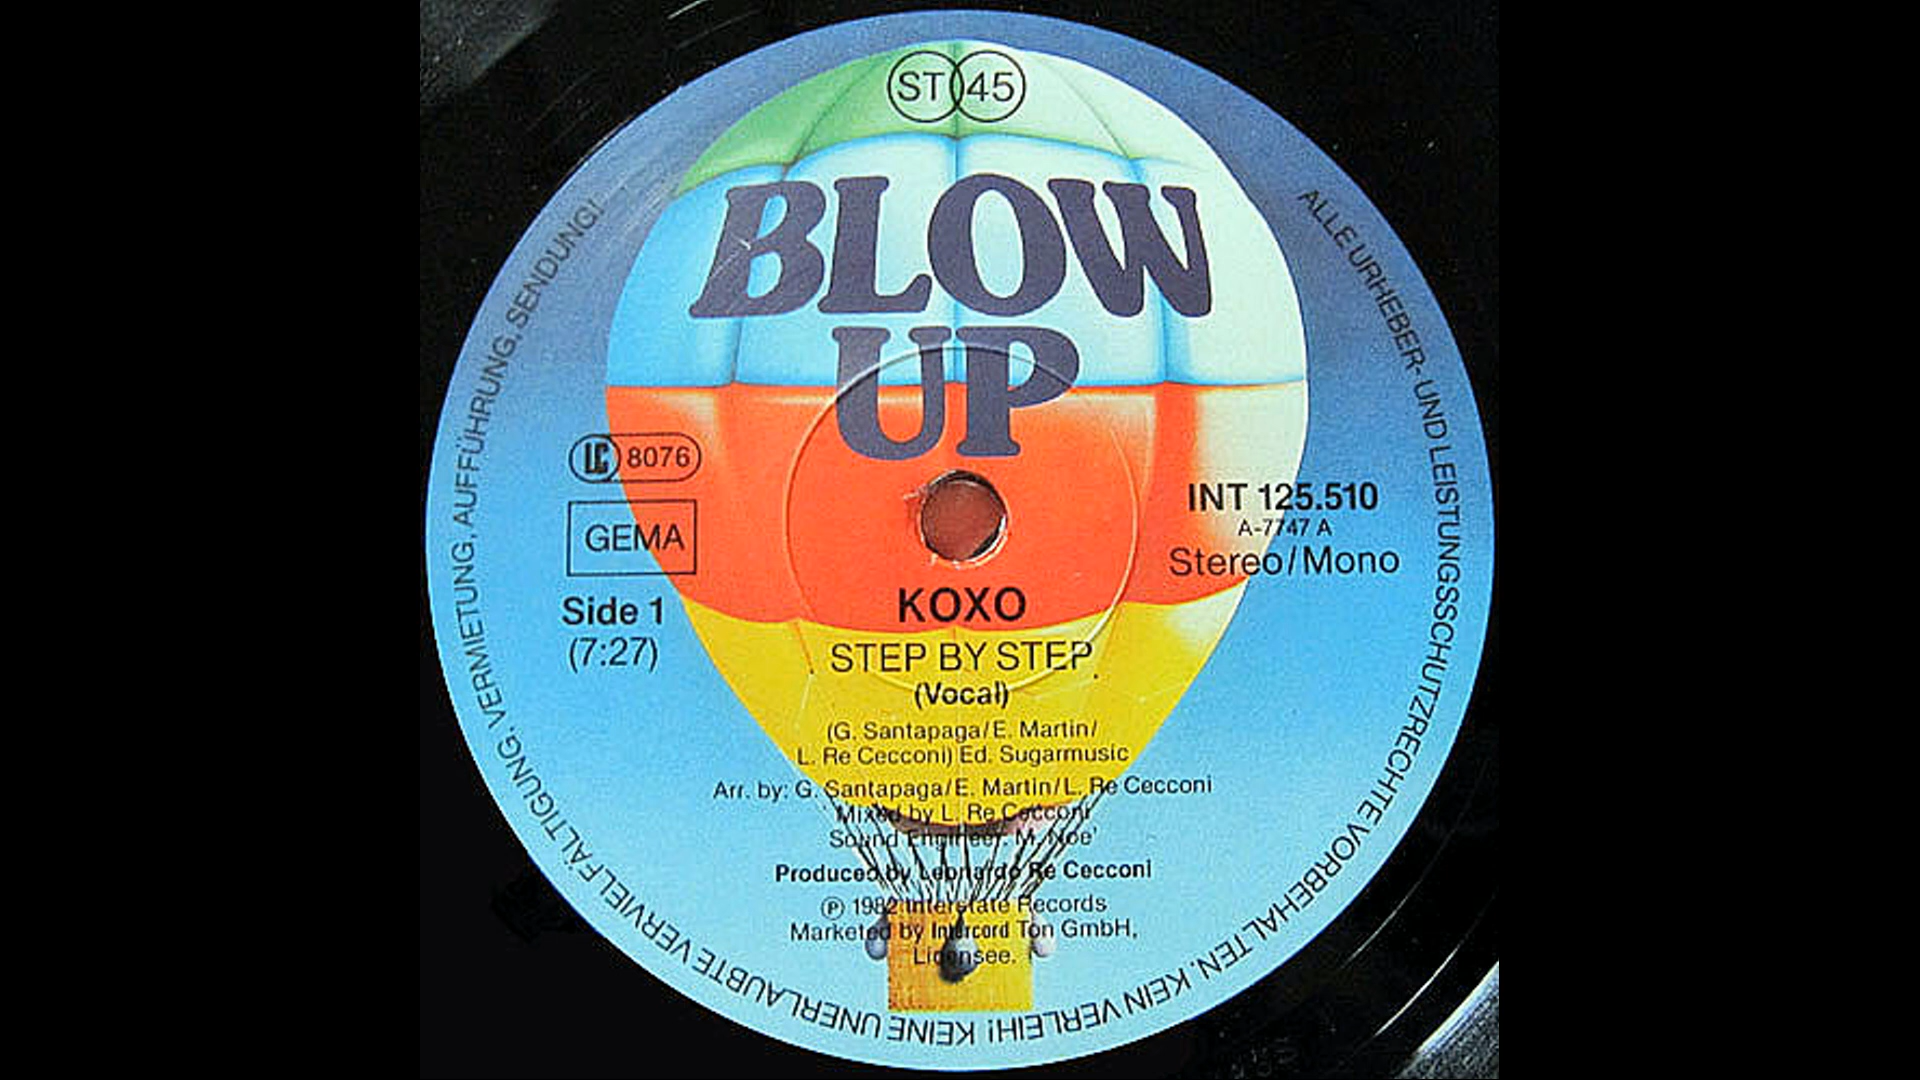 ST 45
BLOW
UP
LC 8076
GEMA
Side 1
(7:27)
INT 125.510
A-7747 A
Stereo/Mono
KOXO
STEP BY STEP
(Vocal)
(G. Santapaga/E. Martin/
L. Re Cecconi) Ed. Sugarmusic
Arr. by: G. Santapaga/E. Martin/L. Re Cecconi
Mixed by L. Re Cecconi
Sound Engineer: M. Noe'
Produced by Leonardo Re Cecconi
℗ 1982 Interstate Records
Marketed by Intercord Ton GmbH,
Licensee.
ALLE URHEBER- UND LEISTUNGSSCHUTZRECHTE VORBEHALTEN. KEIN VERLEIH! KEINE UNERLAUBTE VERVIELFÄLTIGUNG, VERMIETUNG, AUFFÜHRUNG, SENDUNG!